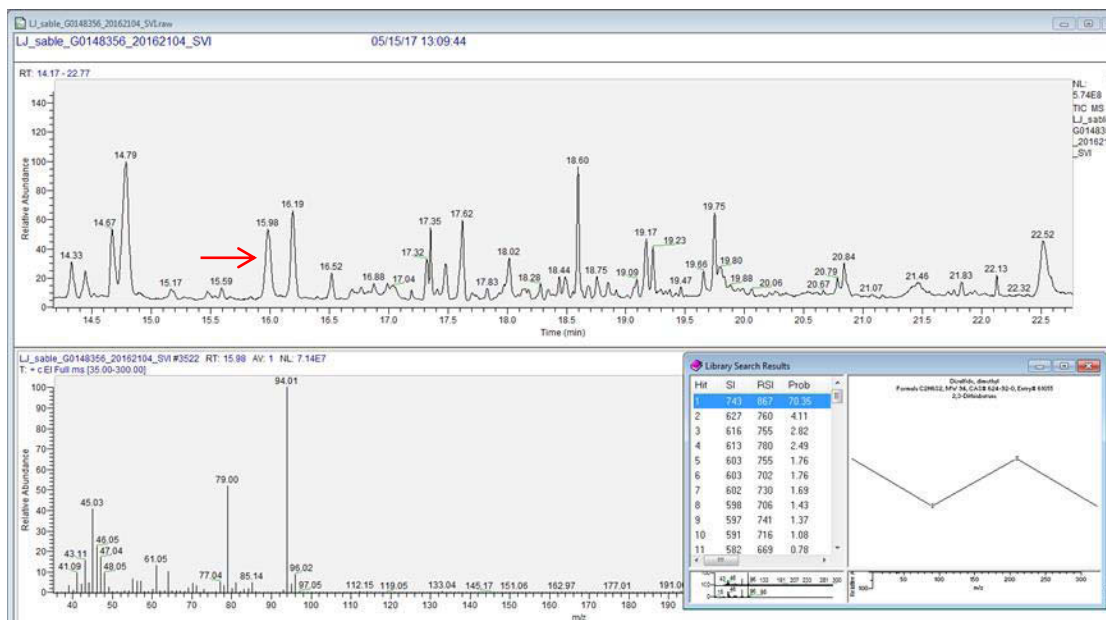 LJ_sable_G0148356_20162104_SVI.raw
LJ_sable_G0148356_20162104_SVI 05/15/17 13:09:44
RT: 14.17 - 22.77
NL:
5.74E8
TIC MS
LJ_sable
G014835
_20162
_SVI
Relative Abundance
140
120
100
80
60
40
20
0
14.33
14.67
14.79
15.17
15.59
15.98
16.19
16.52
16.88
17.04
17.32
17.35
17.62
17.83
18.02
18.28
18.44
18.60
18.75
19.09
19.17
19.23
19.47
19.66
19.75
19.80
19.88
20.06
20.67
20.79
20.84
21.07
21.46
21.83
22.13
22.32
22.52
14.5 15.0 15.5 16.0 16.5 17.0 17.5 18.0 18.5 19.0 19.5 20.0 20.5 21.0 21.5 22.0 22.5
Time (min)
LJ_sable_G0148356_20162104_SVI #3522 RT: 15.98 AV: 1 NL: 7.14E7
T: + c EI Full ms [35.00-300.00]
Relative Abundance
100
90
80
70
60
50
40
30
20
10
0
94.01
79.00
45.03
46.05
43.11
47.04
41.09
48.05
61.05
77.04
85.14
96.02
97.05
112.15
119.05
133.04
145.17
151.06
162.97
177.01
191.0
40 50 60 70 80 90 100 110 120 130 140 150 160 170 180 190
m/z
Library Search Results
Hit SI RSI Prob
1 743 867 70.35
2 627 760 4.11
3 616 755 2.82
4 613 780 2.49
5 603 755 1.76
6 603 702 1.76
7 602 730 1.69
8 598 706 1.43
9 597 741 1.37
10 591 716 1.08
11 582 669 0.78
Disulfide, dimethyl
Formula C2H6S2, MW 94, CAS# 624-92-0, Entry# 61055
2,3-Dithiabutane
50 100 150 200 250 300
m/z